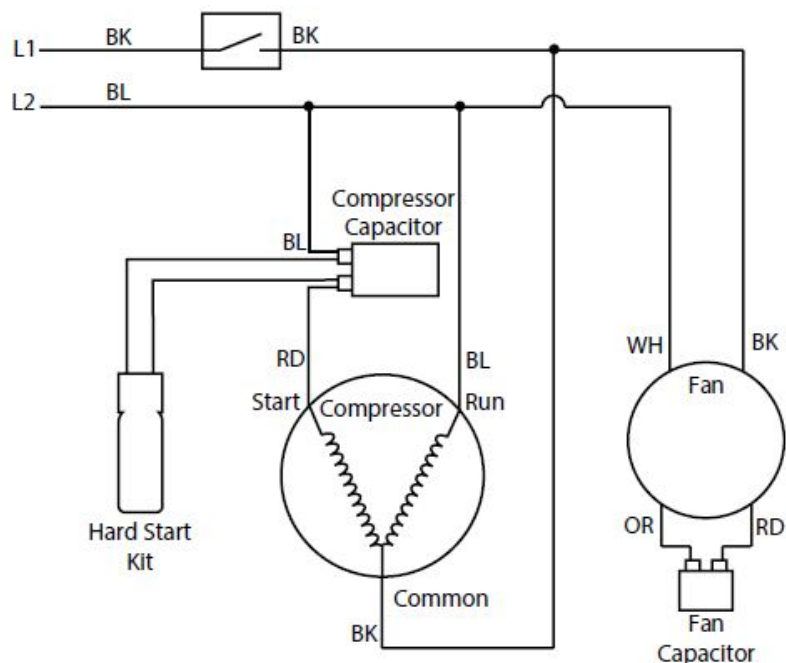 L1
BK
BK
L2
BL
Compressor
Capacitor
BL
RD
BL
WH
BK
Start
Compressor
Run
Fan
Hard Start
Kit
OR
RD
Common
BK
Fan
Capacitor